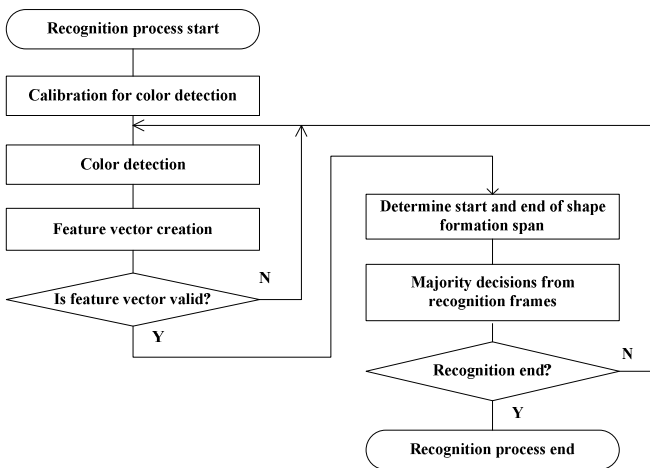 Recognition process start
Calibration for color detection
Color detection
Feature vector creation
Is feature vector valid?
N
Y
Determine start and end of shape
formation span
Majority decisions from
recognition frames
Recognition end?
N
Y
Recognition process end